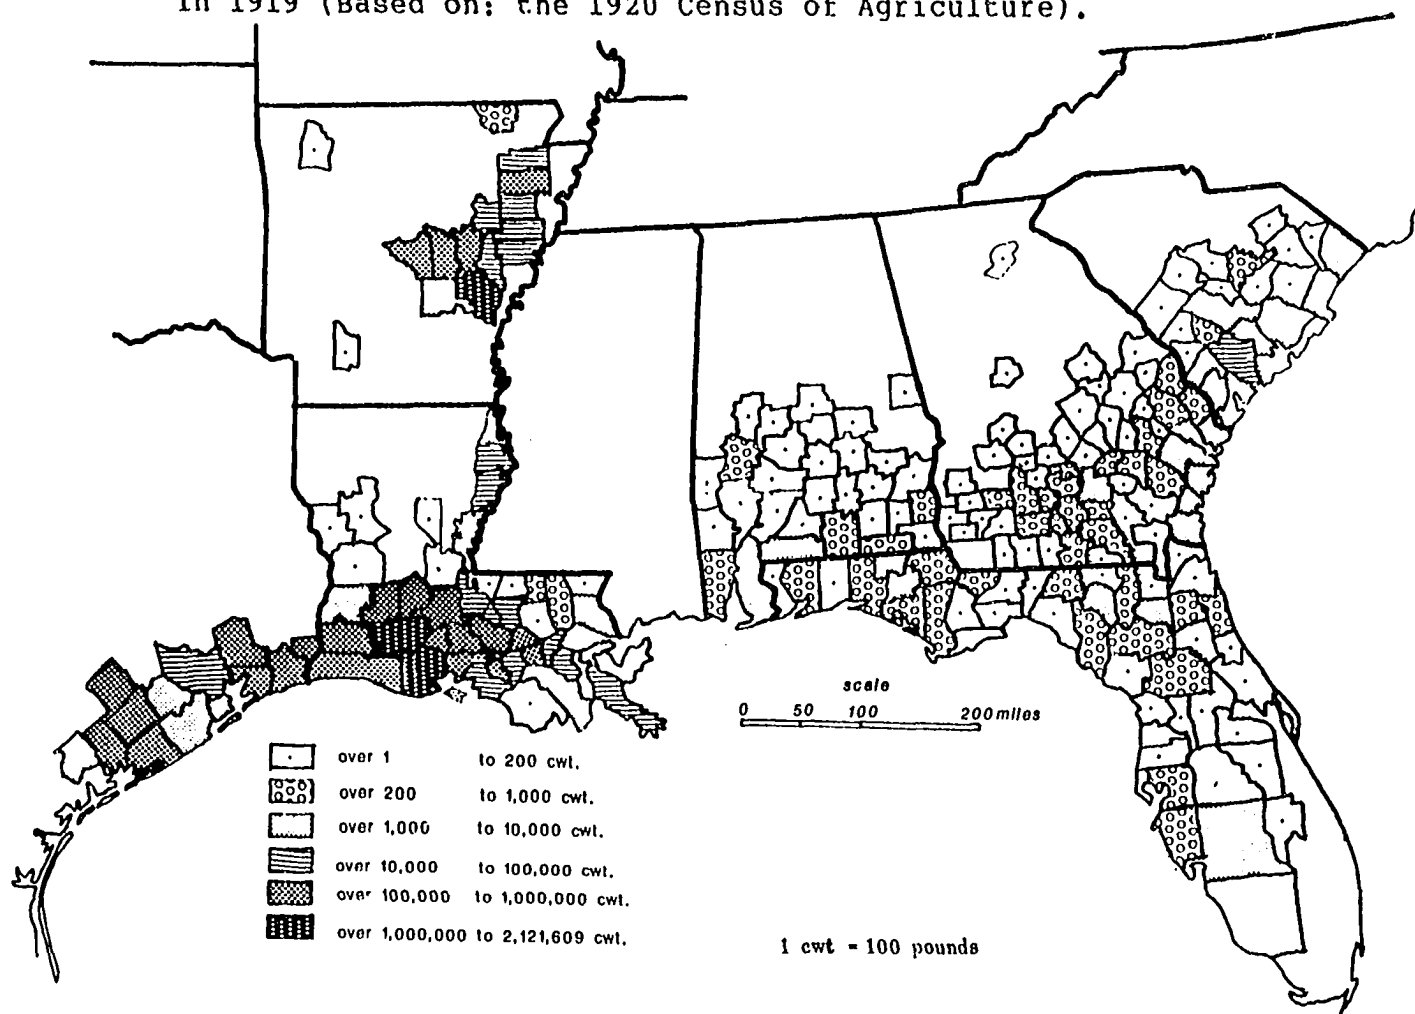 in 1919 (Based on: the 1920 Census of Agriculture).
scale
0 50 100 200 miles
over 1 to 200 cwt.
over 200 to 1,000 cwt.
over 1,000 to 10,000 cwt.
over 10,000 to 100,000 cwt.
over 100,000 to 1,000,000 cwt.
over 1,000,000 to 2,121,609 cwt.
1 cwt = 100 pounds